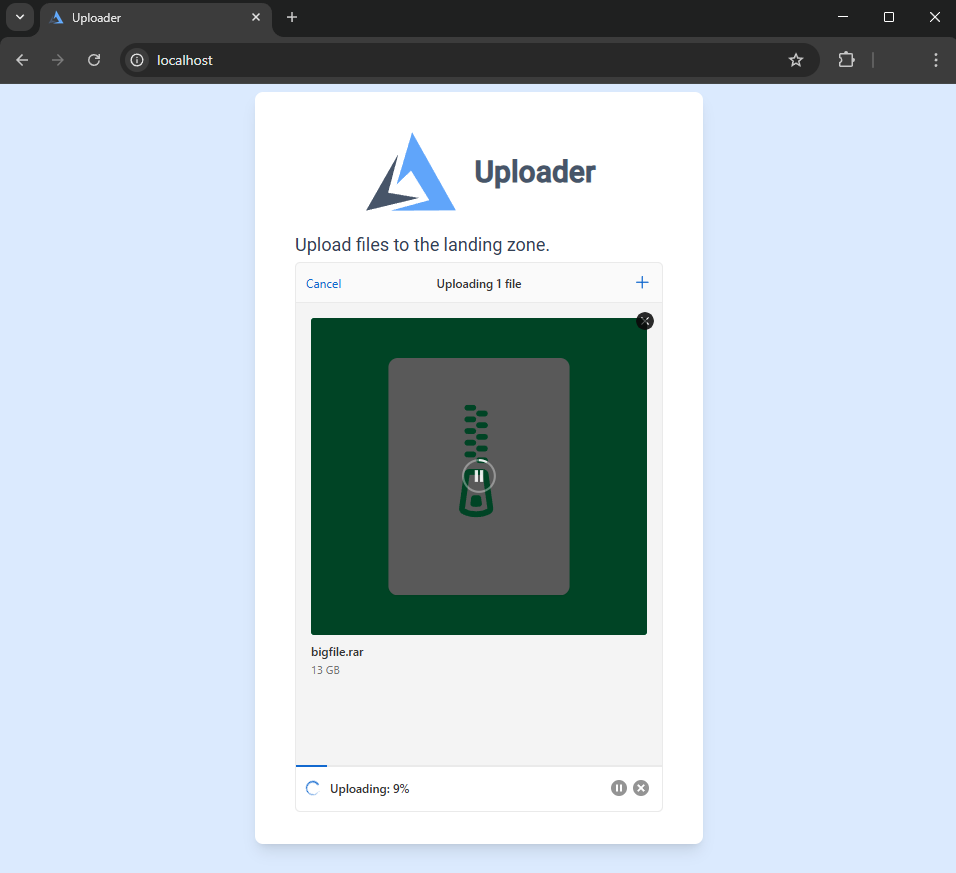 Uploader
localhost
Uploader
Upload files to the landing zone.
Cancel
Uploading 1 file
bigfile.rar
13 GB
Uploading: 9%